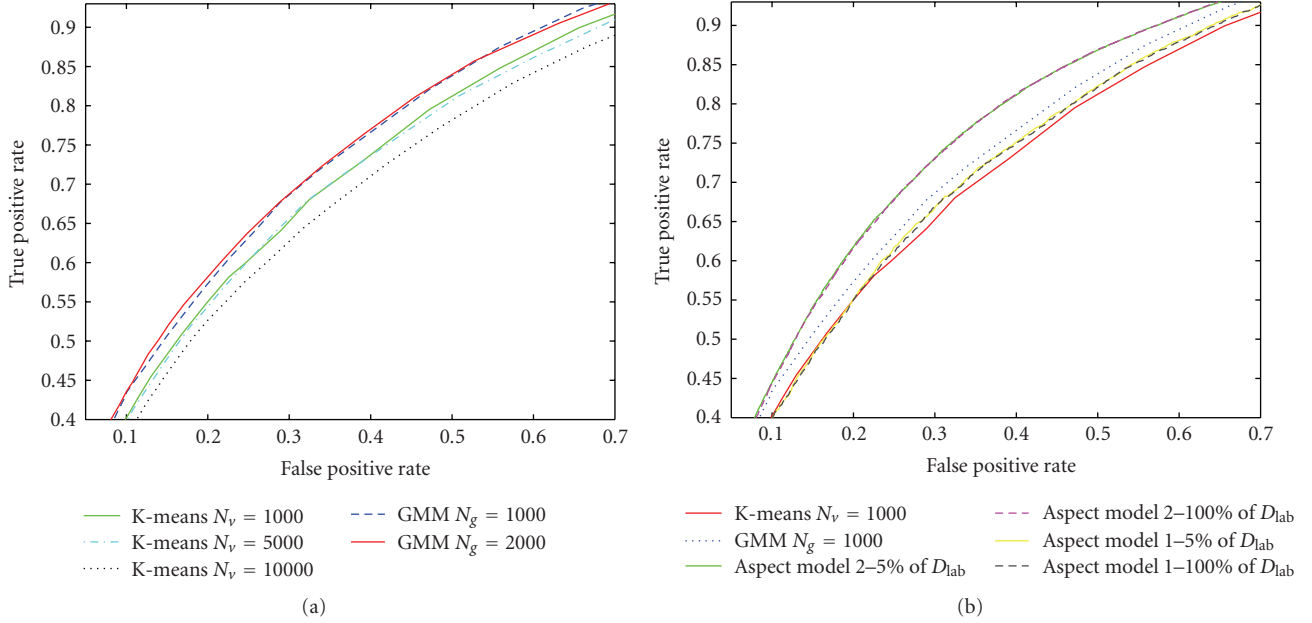 True positive rate
0.9
0.85
0.8
0.75
0.7
0.65
0.6
0.55
0.5
0.45
0.4
0.1 0.2 0.3 0.4 0.5 0.6 0.7
False positive rate
K-means N_v = 1000
K-means N_v = 5000
K-means N_v = 10000
GMM N_g = 1000
GMM N_g = 2000
(a)
True positive rate
0.9
0.85
0.8
0.75
0.7
0.65
0.6
0.55
0.5
0.45
0.4
0.1 0.2 0.3 0.4 0.5 0.6 0.7
False positive rate
K-means N_v = 1000
GMM N_g = 1000
Aspect model 2–5% of D_lab
Aspect model 2–100% of D_lab
Aspect model 1–5% of D_lab
Aspect model 1–100% of D_lab
(b)